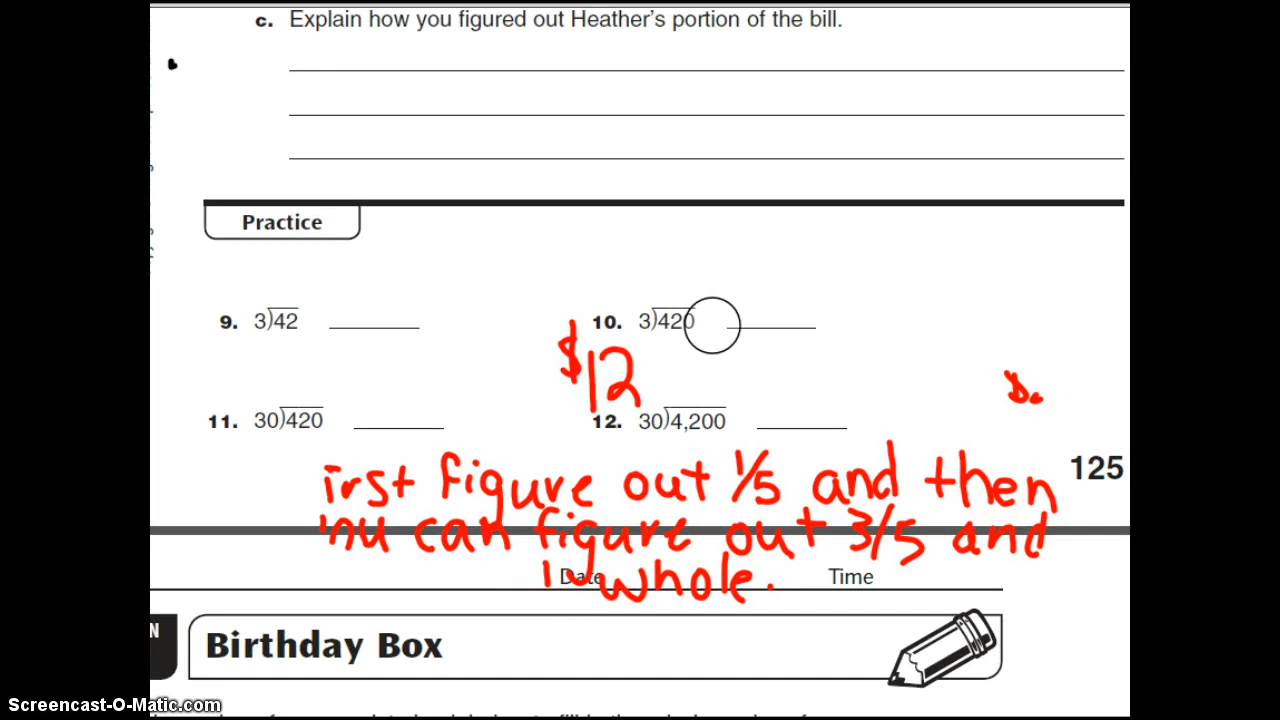 c. Explain how you figured out Heather's portion of the bill.
Practice
9. 3)42
10. 3)420
$12
11. 30)420
12. 30)4,200
125
irst figure out 1/5 and then
can figure out 3/5 and
whole.
Date
Time
N
Birthday Box
Screencast-O-Matic.com